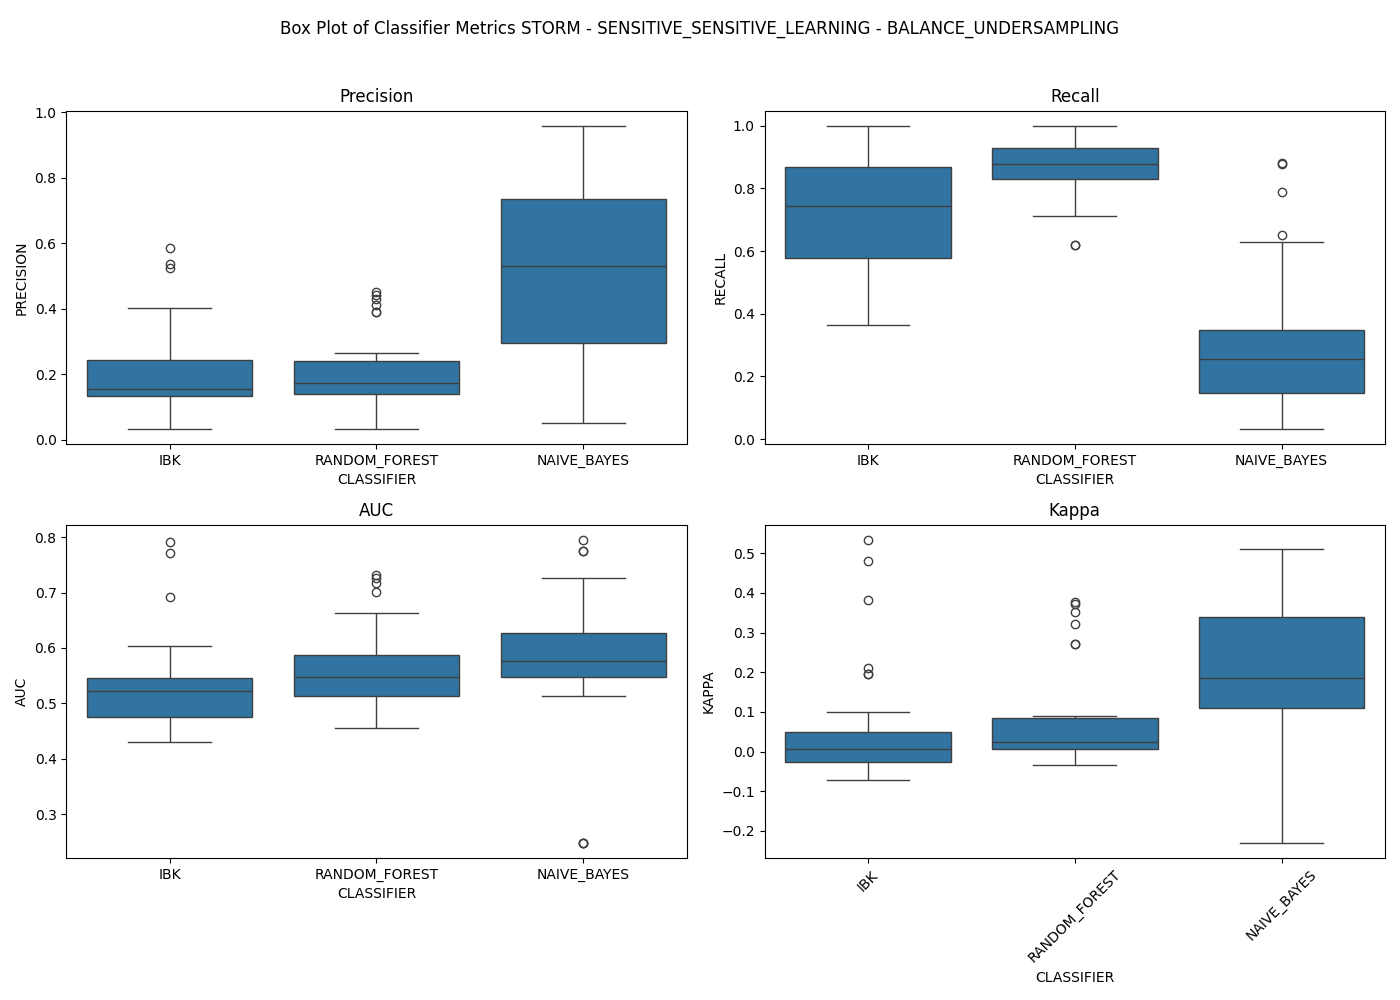 Box Plot of Classifier Metrics STORM - SENSITIVE_SENSITIVE_LEARNING - BALANCE_UNDERSAMPLING
Precision
PRECISION
1.0
0.8
0.6
0.4
0.2
0.0
IBK RANDOM_FOREST NAIVE_BAYES
CLASSIFIER
Recall
RECALL
1.0
0.8
0.6
0.4
0.2
0.0
IBK RANDOM_FOREST NAIVE_BAYES
CLASSIFIER
AUC
AUC
0.8
0.7
0.6
0.5
0.4
0.3
IBK RANDOM_FOREST NAIVE_BAYES
CLASSIFIER
Kappa
KAPPA
0.5
0.4
0.3
0.2
0.1
0.0
−0.1
−0.2
IBK RANDOM_FOREST NAIVE_BAYES
CLASSIFIER